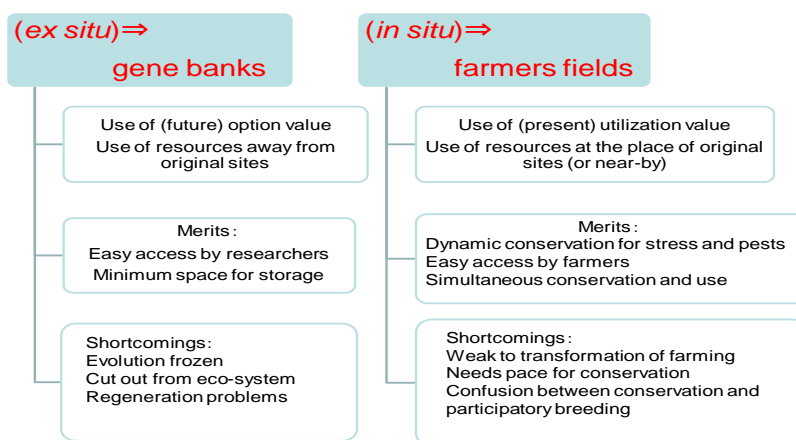 (ex situ)⇒
gene banks
Use of (future) option value
Use of resources away from
original sites
Merits:
Easy access by researchers
Minimum space for storage
Shortcomings:
Evolution frozen
Cut out from eco-system
Regeneration problems
(in situ)⇒
farmers fields
Use of (present) utilization value
Use of resources at the place of original
sites (or near-by)
Merits:
Dynamic conservation for stress and pests
Easy access by farmers
Simultaneous conservation and use
Shortcomings:
Weak to transformation of farming
Needs pace for conservation
Confusion between conservation and
participatory breeding